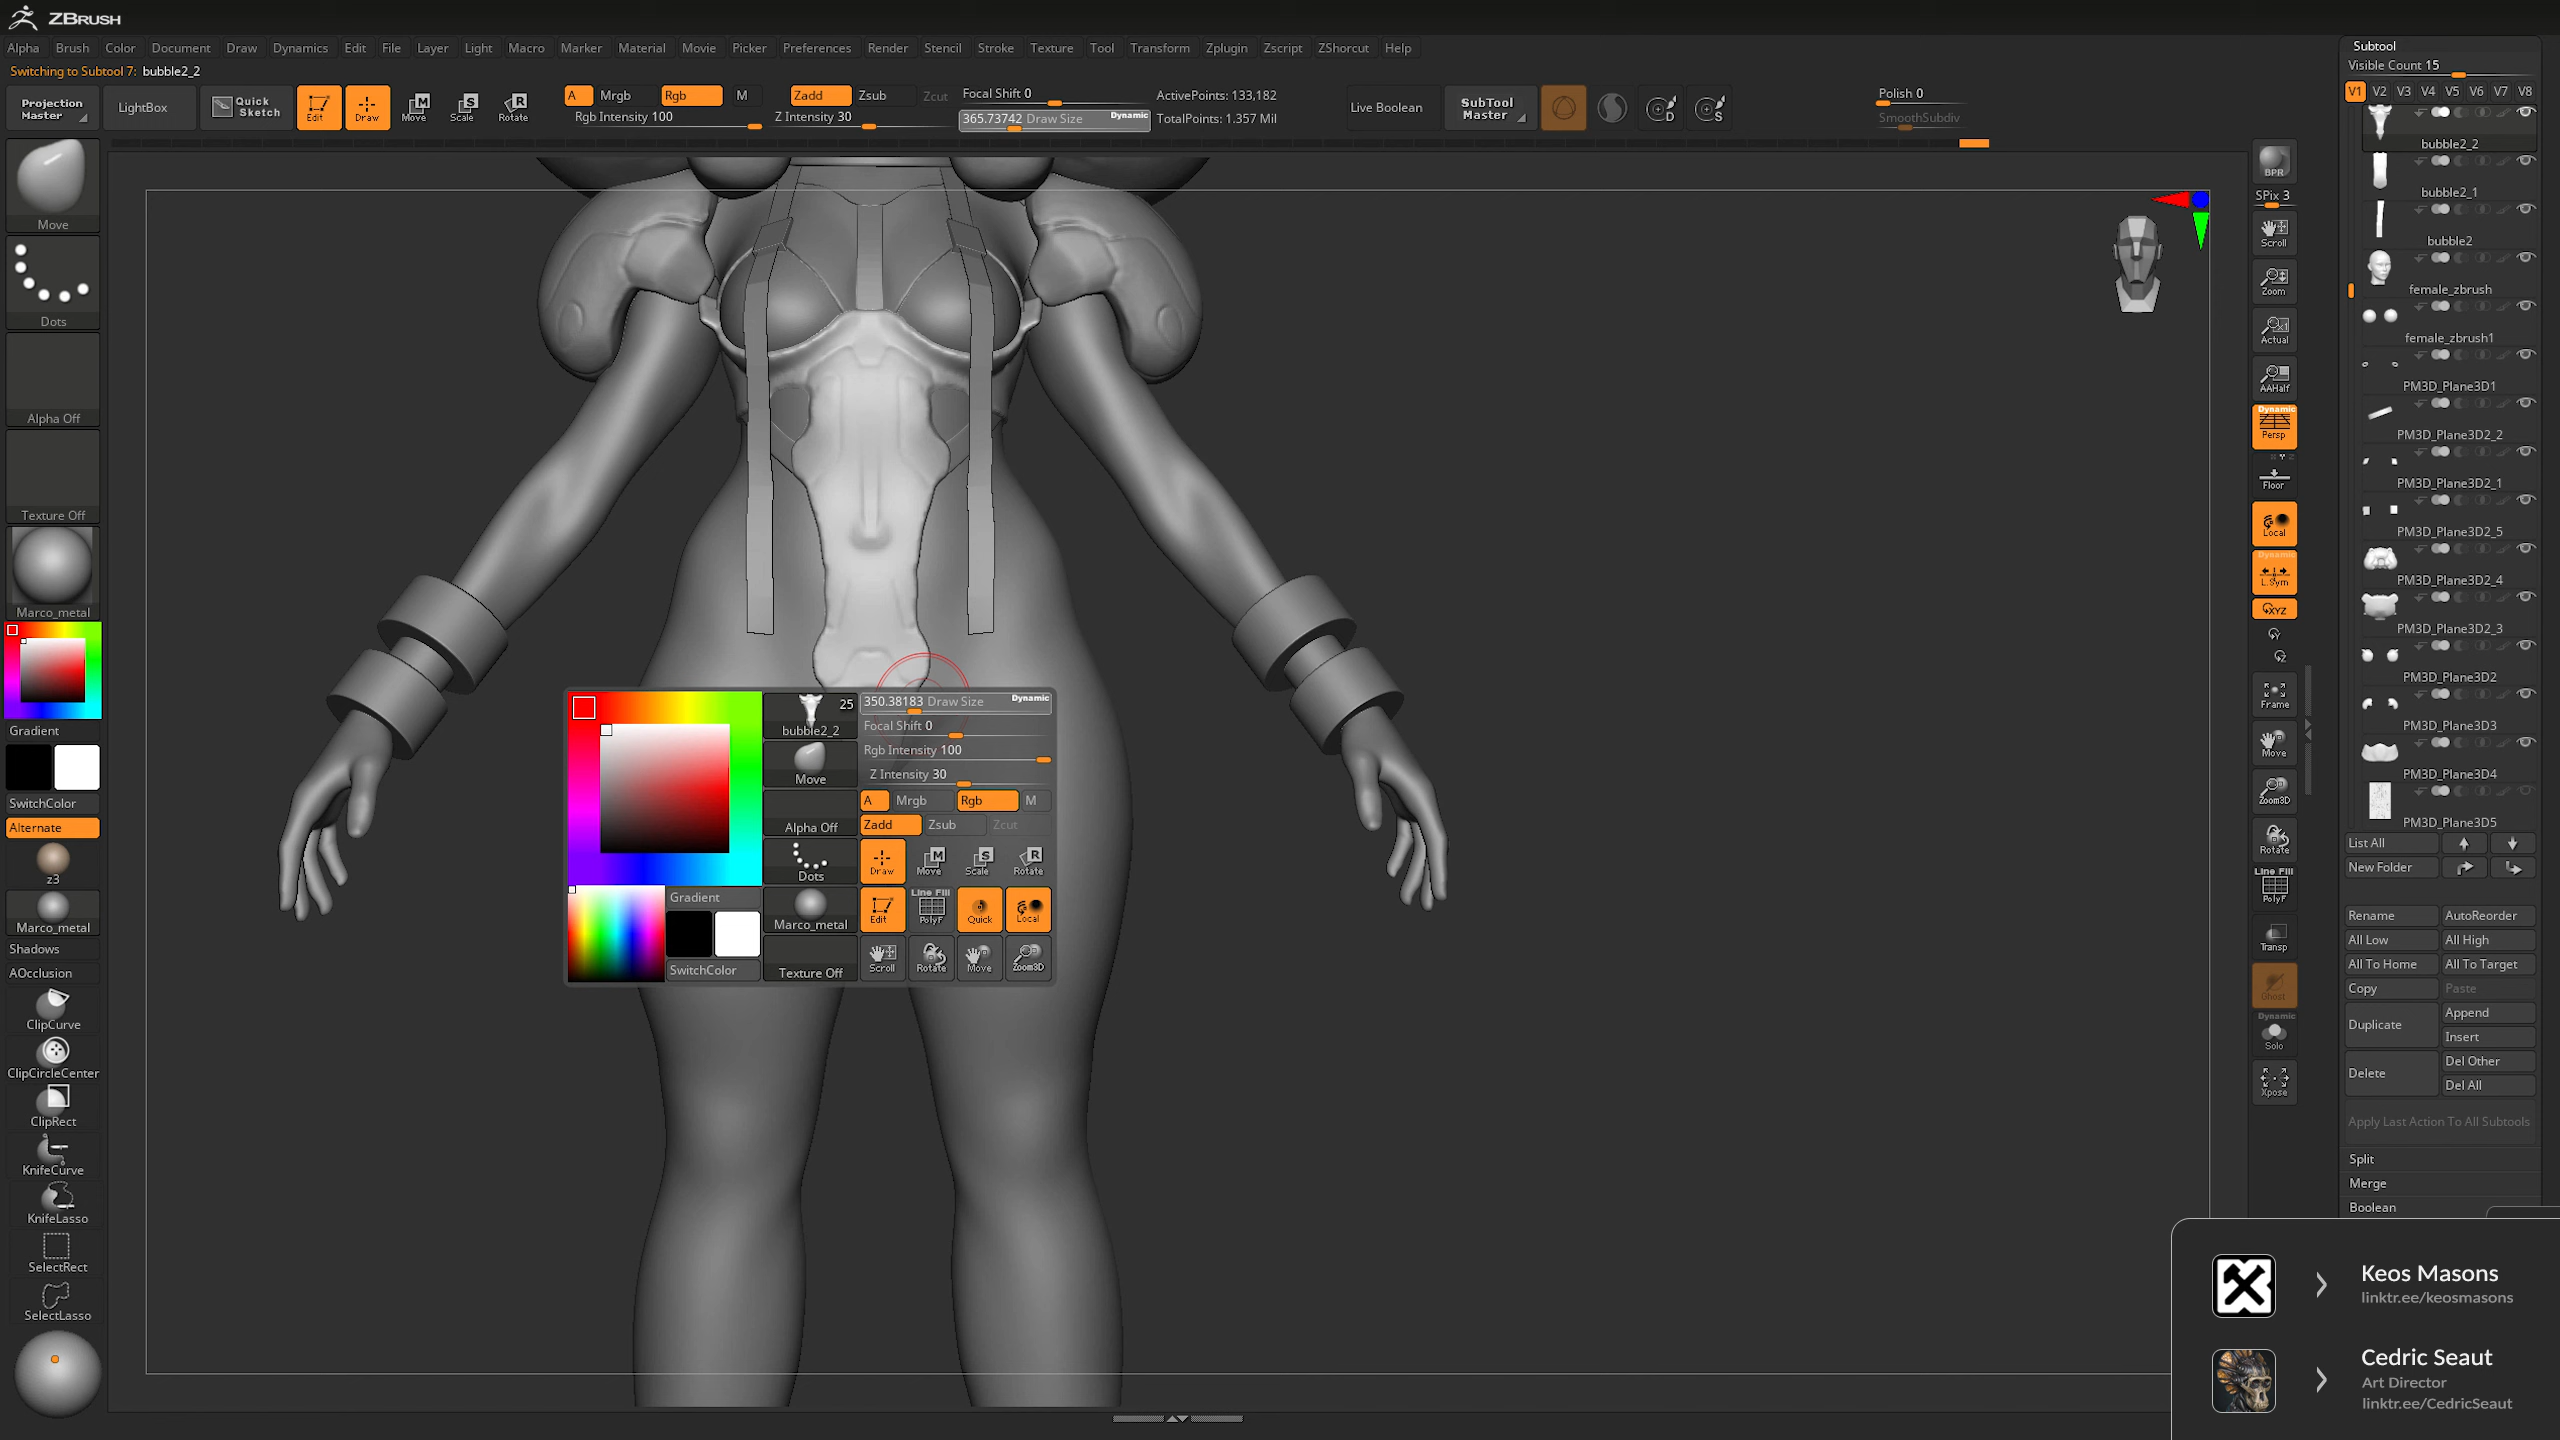 ZBRUSH
Alpha Brush Color Document Draw Dynamics Edit File Layer Light Macro Marker Material Movie Picker Preferences Render Stencil Stroke Texture Tool Transform Zplugin Zscript ZShorcut Help
Switching to Subtool 7: bubble2_2
Projection Master
LightBox
Quick Sketch
Edit
Draw
Move
Scale
Rotate
A Mrgb Rgb M
Rgb Intensity 100
Zadd Zsub Zcut
Z Intensity 30
Focal Shift 0
365.73742 Draw Size Dynamic
ActivePoints: 133,182
TotalPoints: 1.357 Mil
Live Boolean
SubTool Master
Polish 0
SmoothSubdiv
Move
Dots
Alpha Off
Texture Off
Marco_metal
Gradient
SwitchColor
Alternate
z3
Marco_metal
Shadows
AOcclusion
ClipCurve
ClipCircleCenter
ClipRect
KnifeCurve
KnifeLasso
SelectRect
SelectLasso
25
bubble2_2
Move
Alpha Off
Dots
Marco_metal
Texture Off
Gradient
SwitchColor
350.38183 Draw Size Dynamic
Focal Shift 0
Rgb Intensity 100
Z Intensity 30
A Mrgb Rgb M
Zadd Zsub Zcut
Draw Move Scale Rotate
Line Fill
Edit PolyF Quick Local
Scroll Rotate Move Zoom3D
BPR
SPix 3
Scroll
Zoom
Actual
AAHalf
Dynamic
Persp
Floor
Local
Dynamic
L.Sym
XYZ
Frame
Move
Zoom3D
Rotate
Line Fill
PolyF
Transp
Ghost
Dynamic
Solo
Xpose
Subtool
Visible Count 15
V1 V2 V3 V4 V5 V6 V7 V8
bubble2_2
bubble2_1
bubble2
female_zbrush
female_zbrush1
PM3D_Plane3D1
PM3D_Plane3D2_2
PM3D_Plane3D2_1
PM3D_Plane3D2_5
PM3D_Plane3D2_4
PM3D_Plane3D2_3
PM3D_Plane3D2
PM3D_Plane3D3
PM3D_Plane3D4
PM3D_Plane3D5
List All
New Folder
Rename AutoReorder
All Low All High
All To Home All To Target
Copy Paste
Duplicate
Append
Insert
Delete
Del Other
Del All
Apply Last Action To All Subtools
Split
Merge
Boolean
Keos Masons
linktr.ee/keosmasons
Cedric Seaut
Art Director
linktr.ee/CedricSeaut